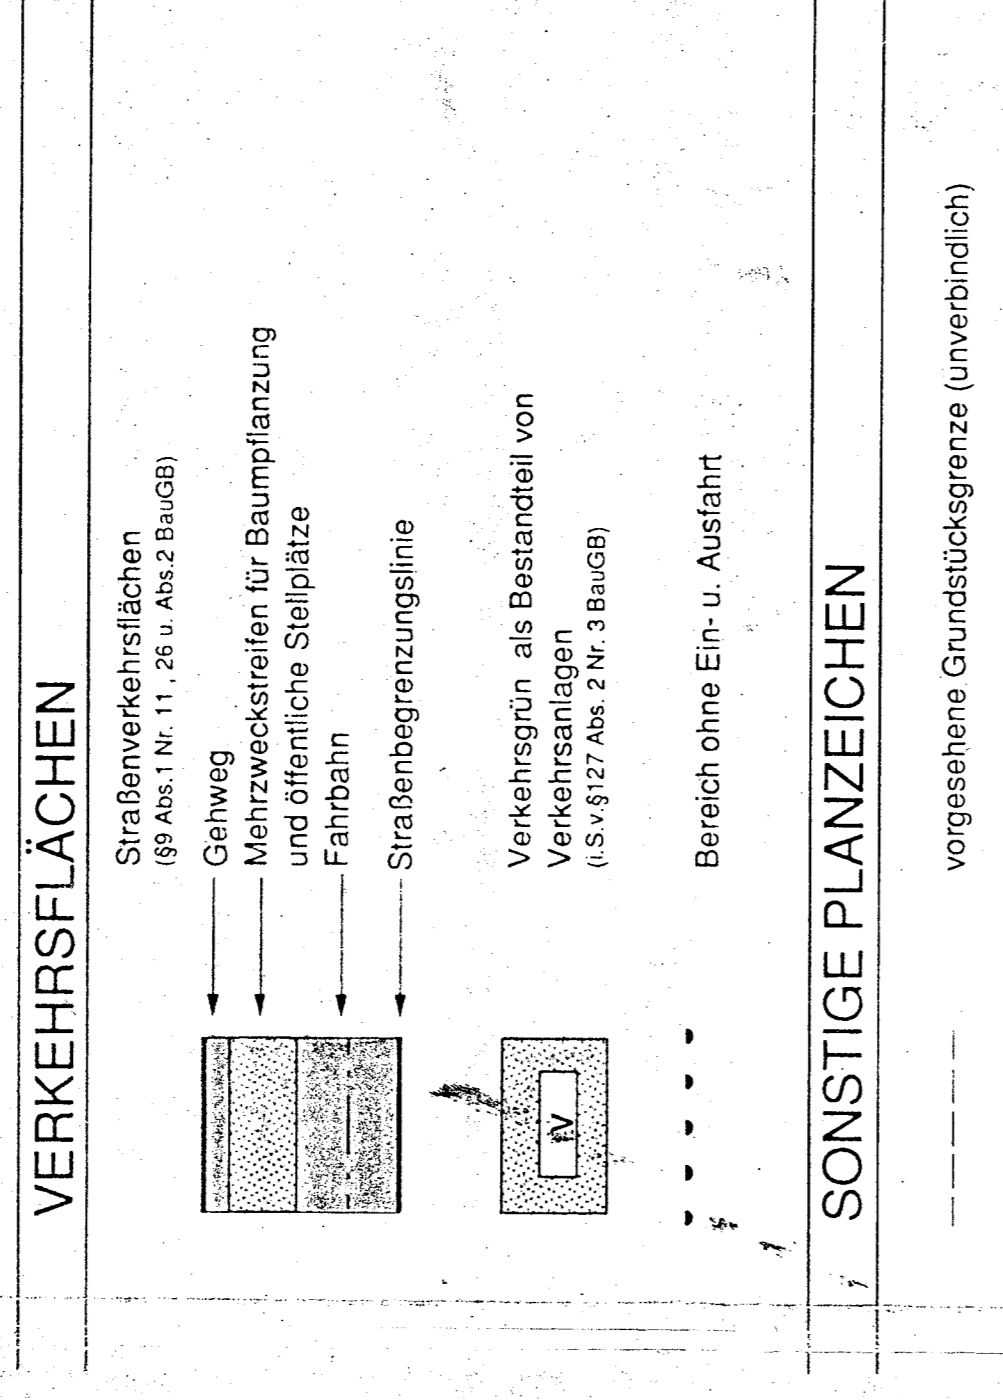 VERKEHRSFLÄCHEN
Straßenverkehrsflächen
(§9 Abs.1 Nr. 11, 26 u. Abs.2 BauGB)
Gehweg
Mehrzweckstreifen für Baumpflanzung
und öffentliche Stellplätze
Fahrbahn
Straßenbegrenzungslinie
Verkehrsgrün als Bestandteil von
Verkehrsanlagen
(i.S.v.§127 Abs. 2 Nr. 3 BauGB)
V
Bereich ohne Ein- u. Ausfahrt
SONSTIGE PLANZEICHEN
vorgesehene Grundstücksgrenze (unverbindlich)